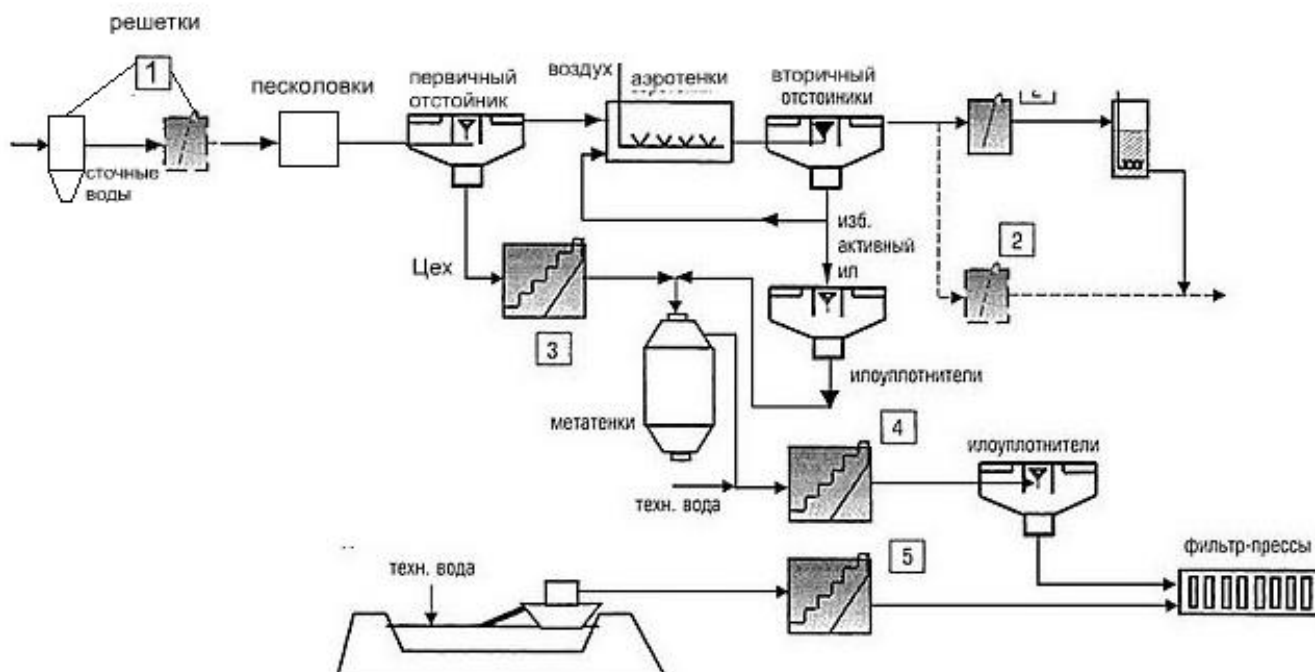 решетки
1
песколовки
первичный
отстойник
воздух
аэротенки
вторичный
отстойники
сточные
воды
Цех
3
изб.
активный
ил
2
илоуплотнители
метатенки
4
илоуплотнители
техн. вода
5
фильтр-прессы
техн. вода